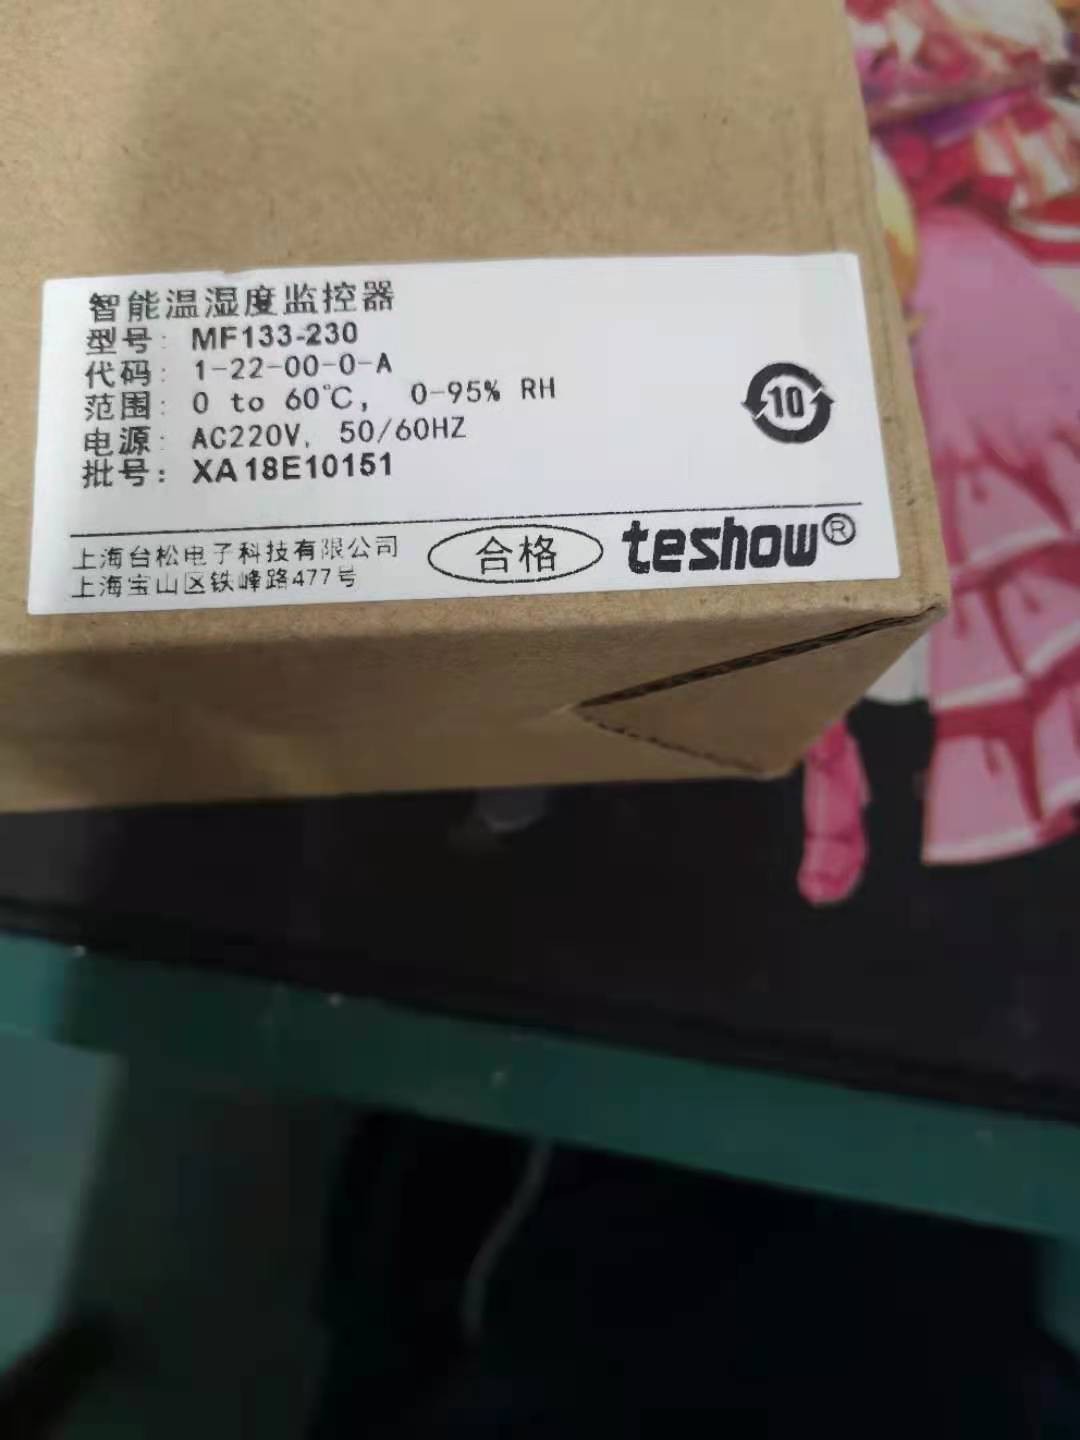 智能温湿度监控器
型号: MF133-230
代码: 1-22-00-0-A
范围: 0 to 60℃, 0-95% RH
电源: AC220V, 50/60HZ
批号: XA18E10151
10
上海台松电子科技有限公司
上海宝山区铁峰路477号
合格
teshow®